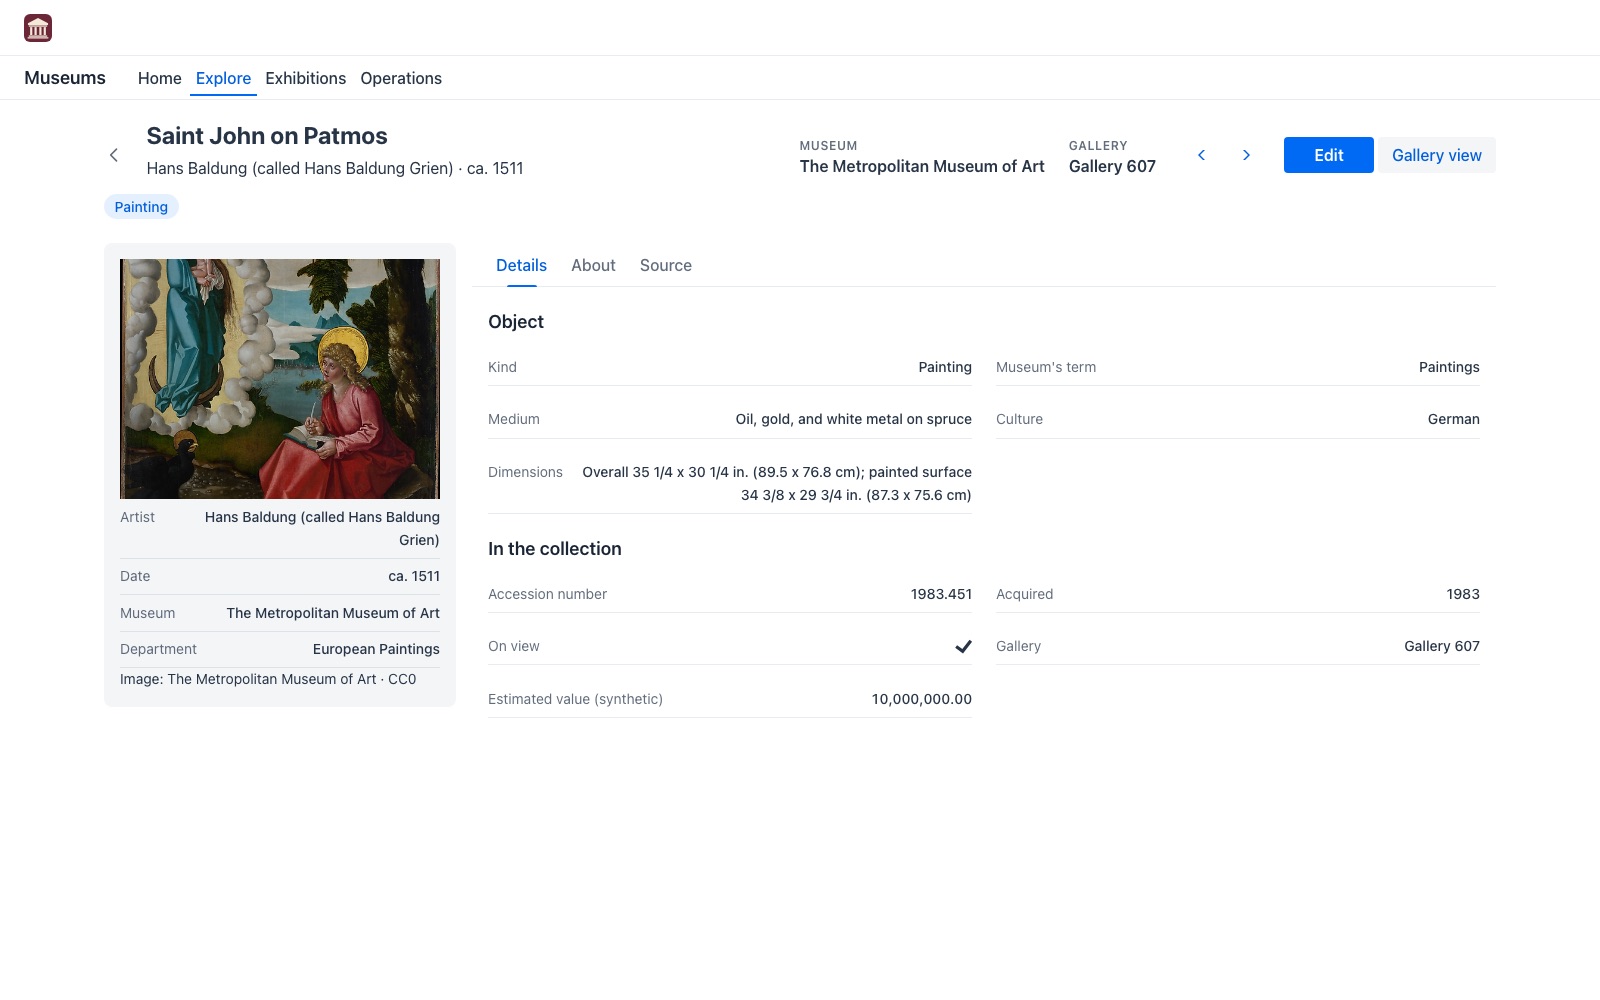 Museums
Home
Explore
Exhibitions
Operations
Saint John on Patmos
Hans Baldung (called Hans Baldung Grien) · ca. 1511
MUSEUM
The Metropolitan Museum of Art
GALLERY
Gallery 607
Edit
Gallery view
Painting
Artist
Hans Baldung (called Hans Baldung
Grien)
Date
ca. 1511
Museum
The Metropolitan Museum of Art
Department
European Paintings
Image: The Metropolitan Museum of Art · CC0
Details
About
Source
Object
Kind
Painting
Museum's term
Paintings
Medium
Oil, gold, and white metal on spruce
Culture
German
Dimensions
Overall 35 1/4 x 30 1/4 in. (89.5 x 76.8 cm); painted surface
34 3/8 x 29 3/4 in. (87.3 x 75.6 cm)
In the collection
Accession number
1983.451
Acquired
1983
On view
Gallery
Gallery 607
Estimated value (synthetic)
10,000,000.00